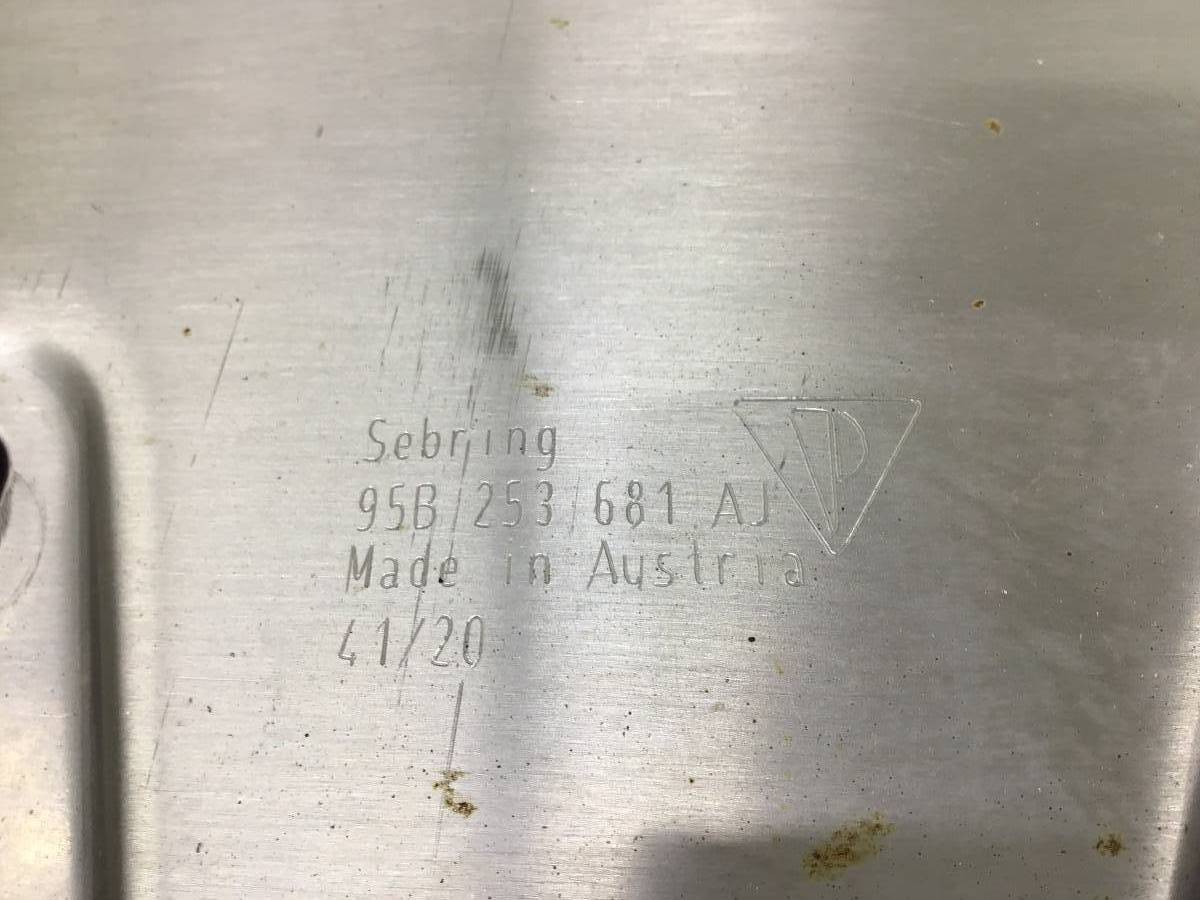 Sebring
95B 253 681 AJ
Made in Austria
41/20